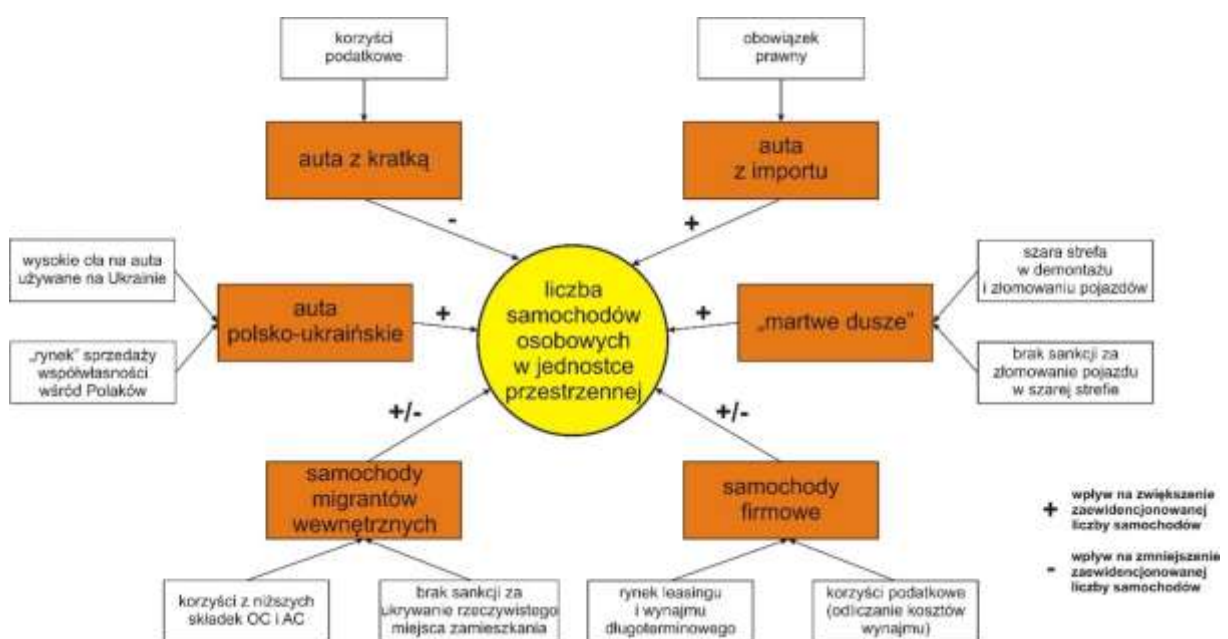 korzyści
podatkowe
obowiązek
prawny
auta z kratką
auta
z importu
-
+
wysokie cła na auta
używane na Ukrainie
szara strefa
w demontażu
i złomowaniu pojazdów
auta
polsko-ukraińskie
+
liczba
samochodów
osobowych
w jednostce
przestrzennej
+
„martwe dusze”
„rynek” sprzedaży
współwłasności
wśród Polaków
brak sankcji za
złomowanie pojazdu
w szarej strefie
+/-
+/-
samochody
migrantów
wewnętrznych
samochody
firmowe
+ wpływ na zwiększenie
zaewidencjonowanej
liczby samochodów
- wpływ na zmniejszenie
zaewidencjonowanej
liczby samochodów
korzyści z niższych
składek OC i AC
brak sankcji za
ukrywanie rzeczywistego
miejsca zamieszkania
rynek leasingu
i wynajmu
długoterminowego
korzyści podatkowe
(odliczanie kosztów
wynajmu)